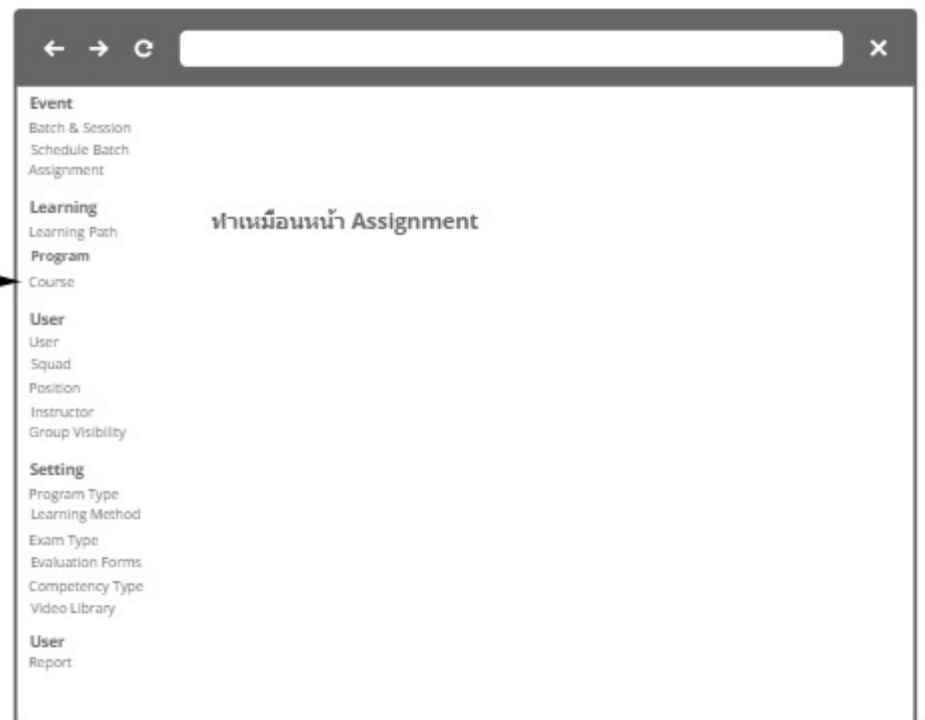 Event
Batch & Session
Schedule Batch
Assignment
Learning
Learning Path
ทำเหมือนหน้า Assignment
Program
Course
User
User
Squad
Position
Instructor
Group Visibility
Setting
Program Type
Learning Method
Exam Type
Evaluation Forms
Competency Type
Video Library
User
Report